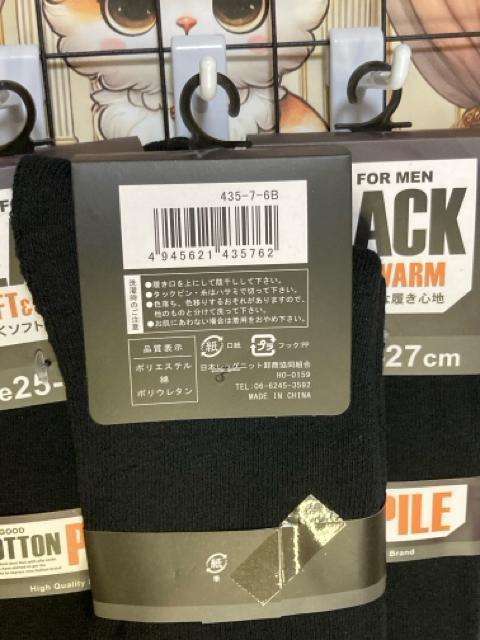 435-7-6B
4 945621 435762
洗濯時のご注意
●履き口を上にして陰干しして下さい。
●タックピン・糸はハサミで切って下さい。
●色落ち、色移りするおそれがありますので、
他のものと分けて洗って下さい。
●お肌にあわない場合は着用をおやめ下さい。
品質表示
ポリエステル
綿
ポリウレタン
紙 口紙 プラ フック:PP
日本レッグニット卸商協同組合
HO-0159
TEL:06-6245-3592
MADE IN CHINA
FOR MEN
ACK
WARM
な履き心地
27cm
PILE
Brand
FT&
くソフト
e25-
GOOD
OTTON P
High Quality
紙
帯